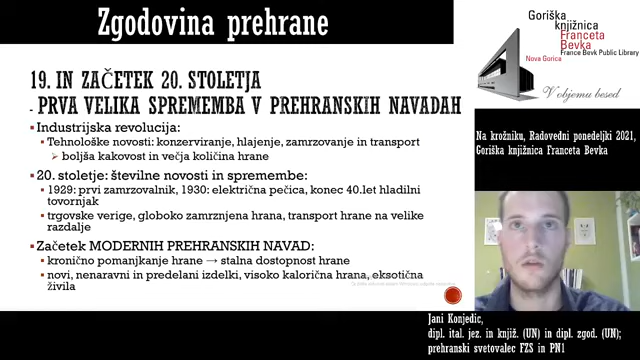 Zgodovina prehrane
19. IN ZAČETEK 20. STOLETJA
- PRVA VELIKA SPREMEMBA V PREHRANSKIH NAVADAH
Industrijska revolucija:
Tehnološke novosti: konzerviranje, hlajenje, zamrzovanje in transport
boljša kakovost in večja količina hrane
20. stoletje: številne novosti in spremembe:
1929: prvi zamrzovalnik, 1930: električna pečica, konec 40.let hladilni
tovornjak
trgovske verige, globoko zamrznjena hrana, transport hrane na velike
razdalje
Začetek MODERNIH PREHRANSKIH NAVAD:
kronično pomanjkanje hrane → stalna dostopnost hrane
novi, nenaravni in predelani izdelki, visoko kalorična hrana, eksotična
živila
Goriška
knjižnica
Franceta
Bevka
France Bevk Public Library
Nova Gorica
V objemu besed
Na krožniku, Radovedni ponedeljki 2021,
Goriška knjižnica Franceta Bevka
Jani Konjedic,
dipl. ital. jez. in knjiž. (UN) in dipl. zgod. (UN);
prehranski svetovalec FZS in PN1